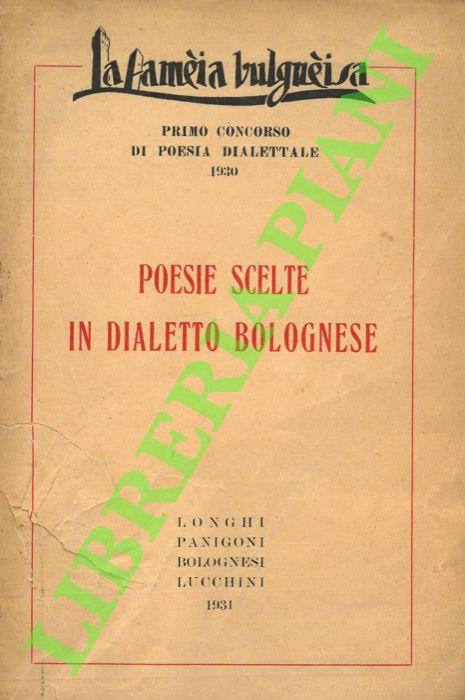 La famèia bulgnèisa
PRIMO CONCORSO
DI POESIA DIALETTALE
1930
POESIE SCELTE
IN DIALETTO BOLOGNESE
LONGHI
PANIGONI
BOLOGNESI
LUCCHINI
1931
LIBRERIA PIANI